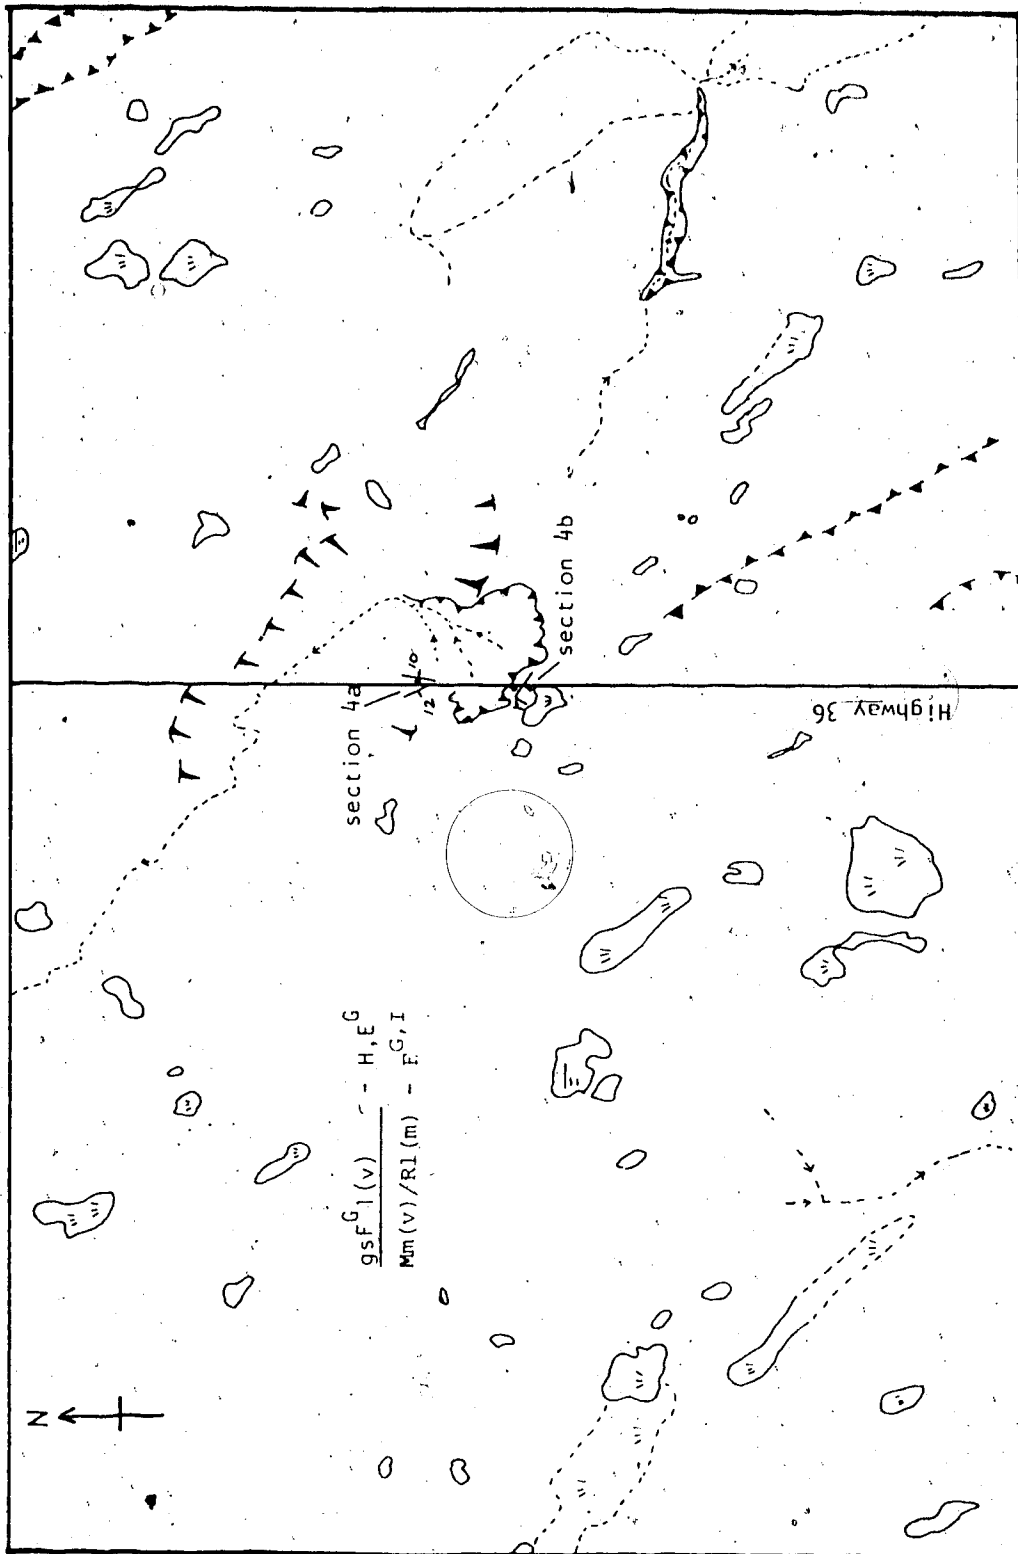 section 4a
12
10
section 4b
Highway 36
gsF^G l(v) - H,E^G
Mm(v)/Rl(m) - E^G,I
N